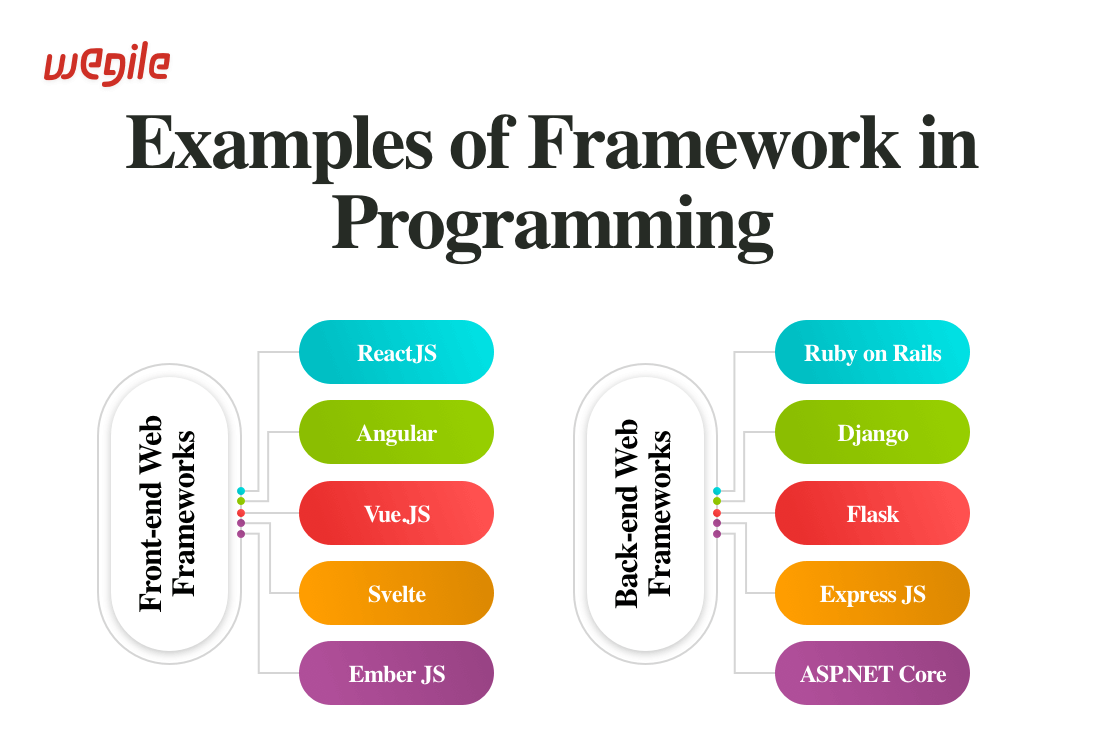 wegile
Examples of Framework in
Programming
Front-end Web
Frameworks
ReactJS
Angular
Vue.JS
Svelte
Ember JS
Back-end Web
Frameworks
Ruby on Rails
Django
Flask
Express JS
ASP.NET Core